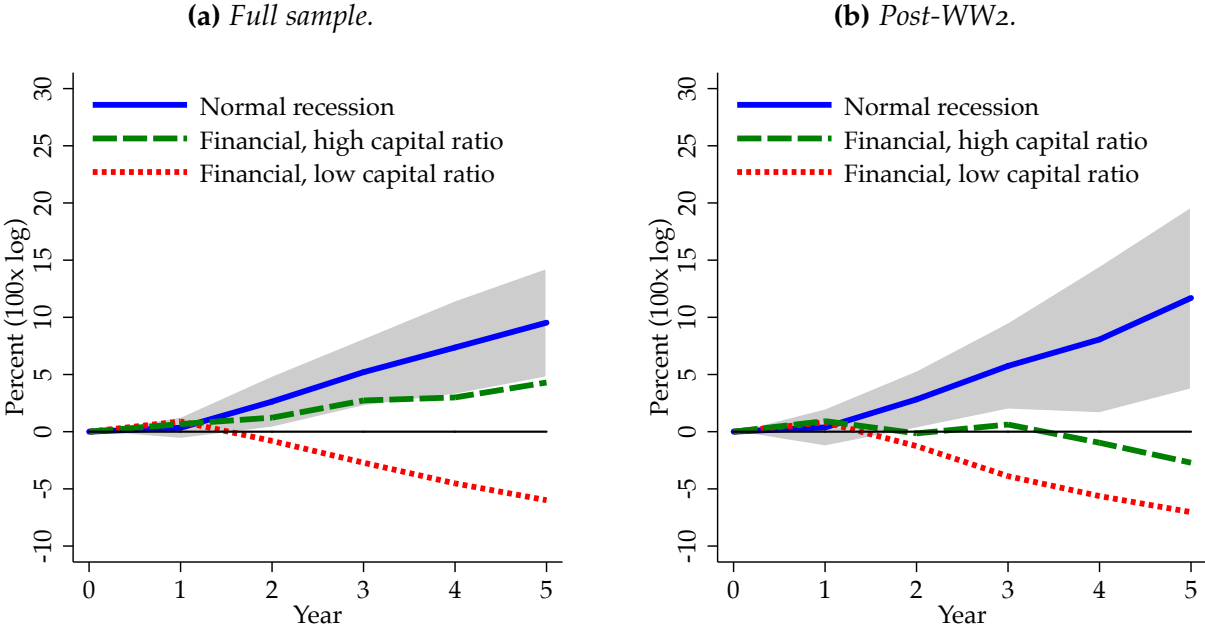 (a) Full sample.
Percent (100x log)
30
25
20
15
10
5
0
-5
-10
Normal recession
Financial, high capital ratio
Financial, low capital ratio
0 1 2 3 4 5
Year
(b) Post-WW2.
Percent (100x log)
30
25
20
15
10
5
0
-5
-10
Normal recession
Financial, high capital ratio
Financial, low capital ratio
0 1 2 3 4 5
Year